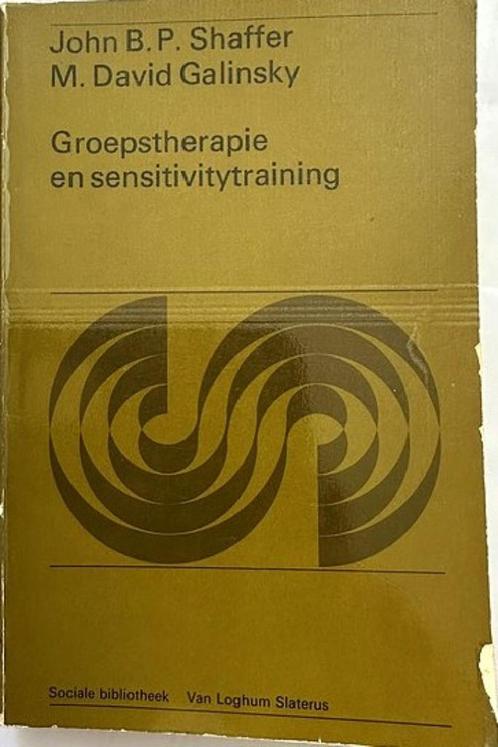 John B. P. Shaffer
M. David Galinsky
Groepstherapie
en sensitivitytraining
Sociale bibliotheek Van Loghum Slaterus